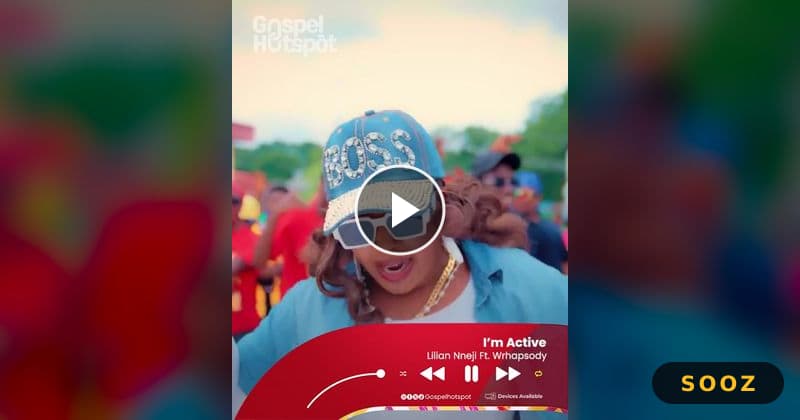 Gospel
Hotspot
BOSS
I'm Active
Lilian Nneji Ft. Wrhapsody
Gospelhotspot
Devices Available
SOOZ